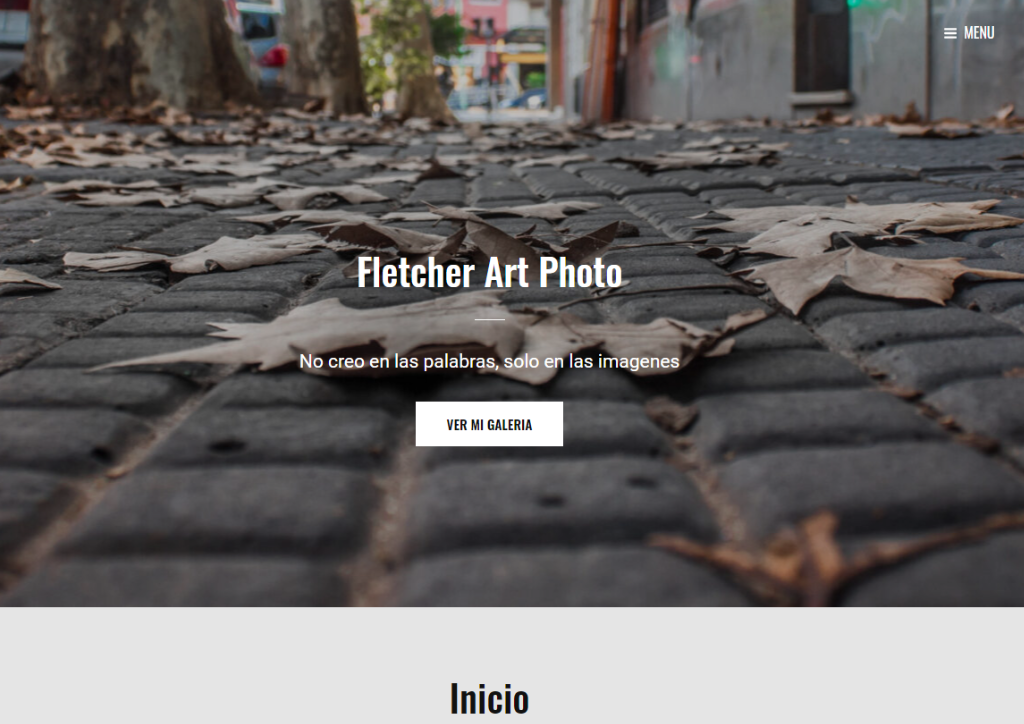 MENU
Fletcher Art Photo
No creo en las palabras, solo en las imagenes
VER MI GALERIA
Inicio